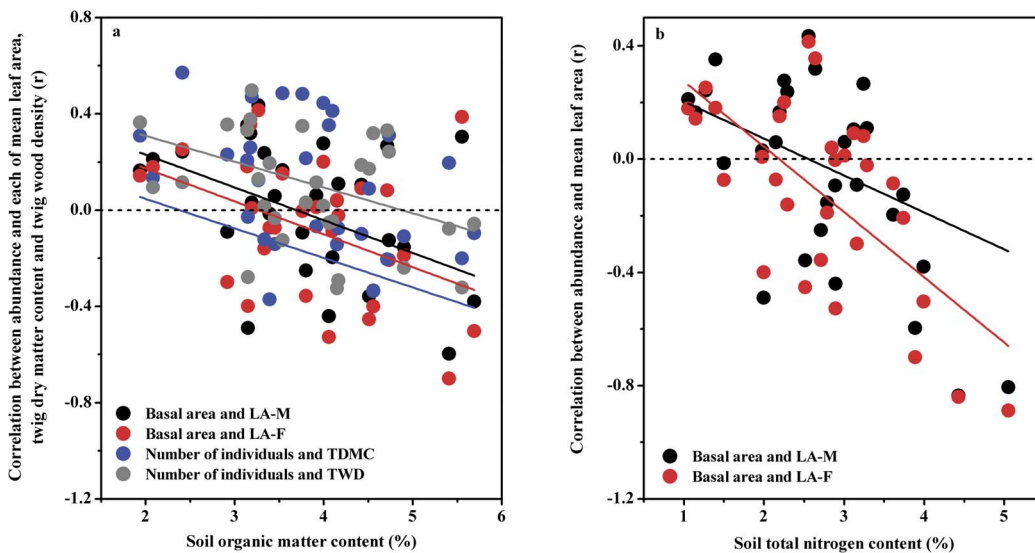 Correlation between abundance and each of mean leaf area,
twig dry matter content and twig wood density (r)
0.8
0.4
0.0
-0.4
-0.8
-1.2
a
Basal area and LA-M
Basal area and LA-F
Number of individuals and TDMC
Number of individuals and TWD
2
3
4
5
6
Soil organic matter content (%)
Correlation between abundance and mean leaf area (r)
0.4
0.0
-0.4
-0.8
-1.2
b
Basal area and LA-M
Basal area and LA-F
1
2
3
4
5
Soil total nitrogen content (%)